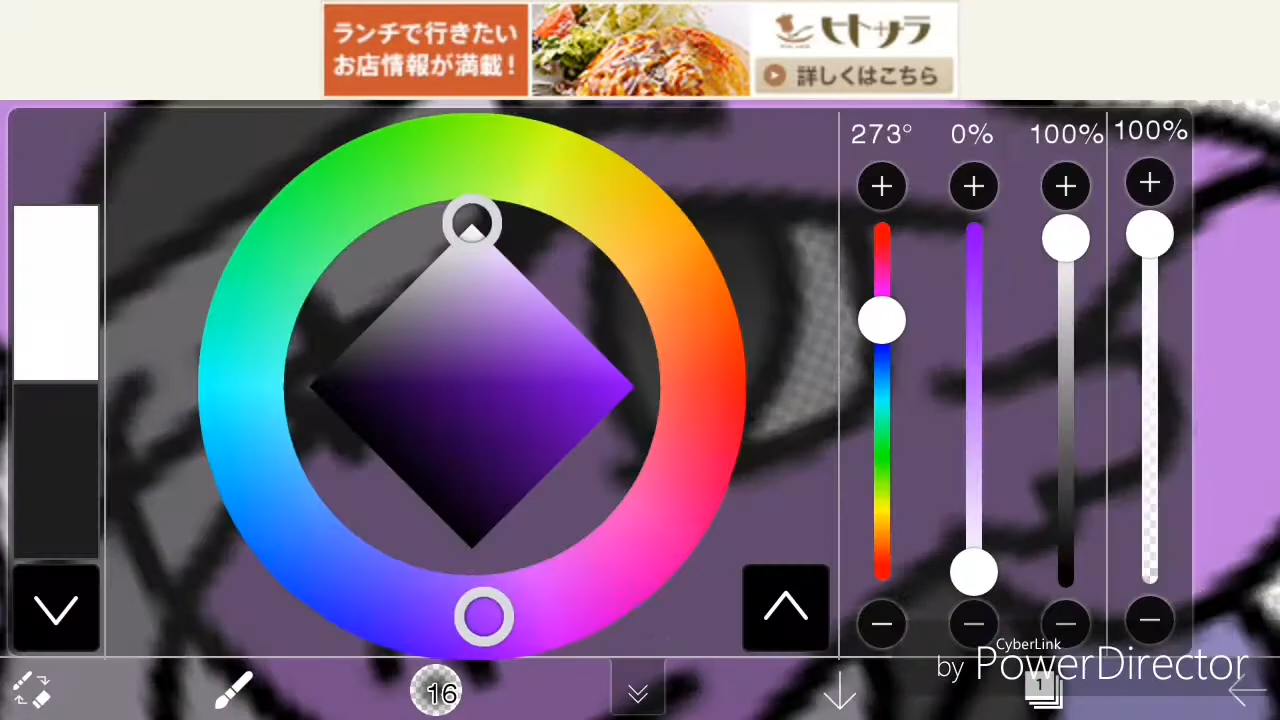 ランチで行きたい
お店情報が満載！
ヒトサラ
詳しくはこちら
273° 0% 100% 100%
16
1
CyberLink
by PowerDirector